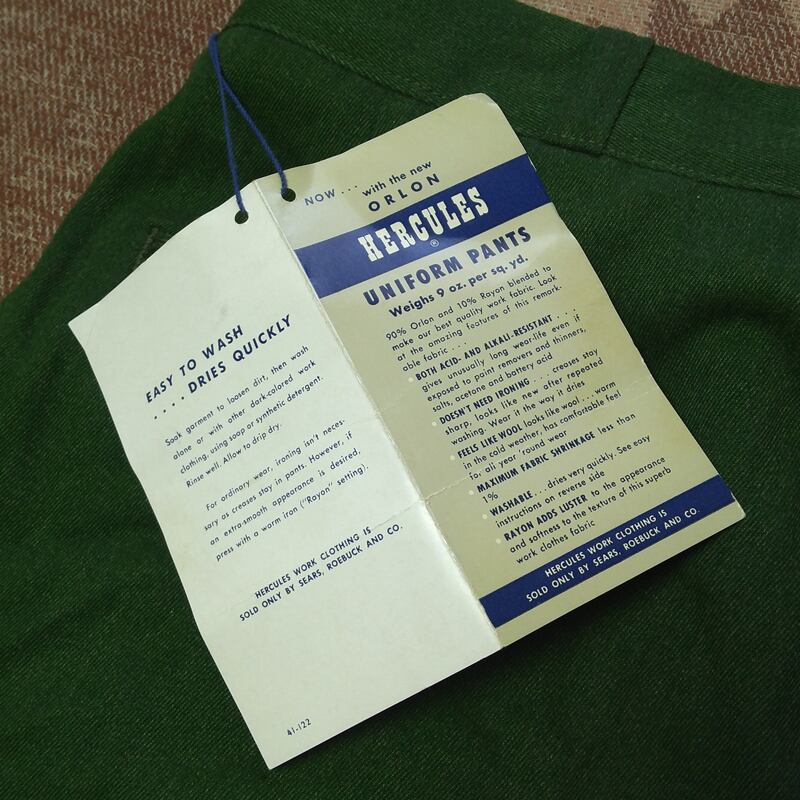 EASY TO WASH
. . . . DRIES QUICKLY
Soak garment to loosen dirt, then wash
alone or with other dark-colored work
clothing, using soap or synthetic detergent.
Rinse well. Allow to drip dry.
For ordinary wear, ironing isn't neces-
sary as creases stay in pants. However, if
an extra-smooth appearance is desired,
press with a warm iron ("Rayon" setting).
HERCULES WORK CLOTHING IS
SOLD ONLY BY SEARS, ROEBUCK AND CO.
41-122
NOW . . . with the new
ORLON
HERCULES
®
UNIFORM PANTS
Weighs 9 oz. per sq. yd.
90% Orlon and 10% Rayon blended to
make our best quality work fabric. Look
at the amazing features of this remark-
able fabric . . .
• BOTH ACID- AND ALKALI-RESISTANT . . .
gives unusually long wear-life even if
exposed to paint removers and thinners,
salts, acetone and battery acid
• DOESN'T NEED IRONING . . . creases stay
sharp, looks like new after repeated
washing. Wear if the way it dries
• FEELS LIKE WOOL looks like wool . . . warm
in the cold weather, has comfortable feel
for all year 'round wear
• MAXIMUM FABRIC SHRINKAGE less than
1%
• WASHABLE . . . dries very quickly. See easy
instructions on reverse side
• RAYON ADDS LUSTER to the appearance
and softness to the texture of this superb
work clothes fabric
HERCULES WORK CLOTHING IS
SOLD ONLY BY SEARS, ROEBUCK AND CO.